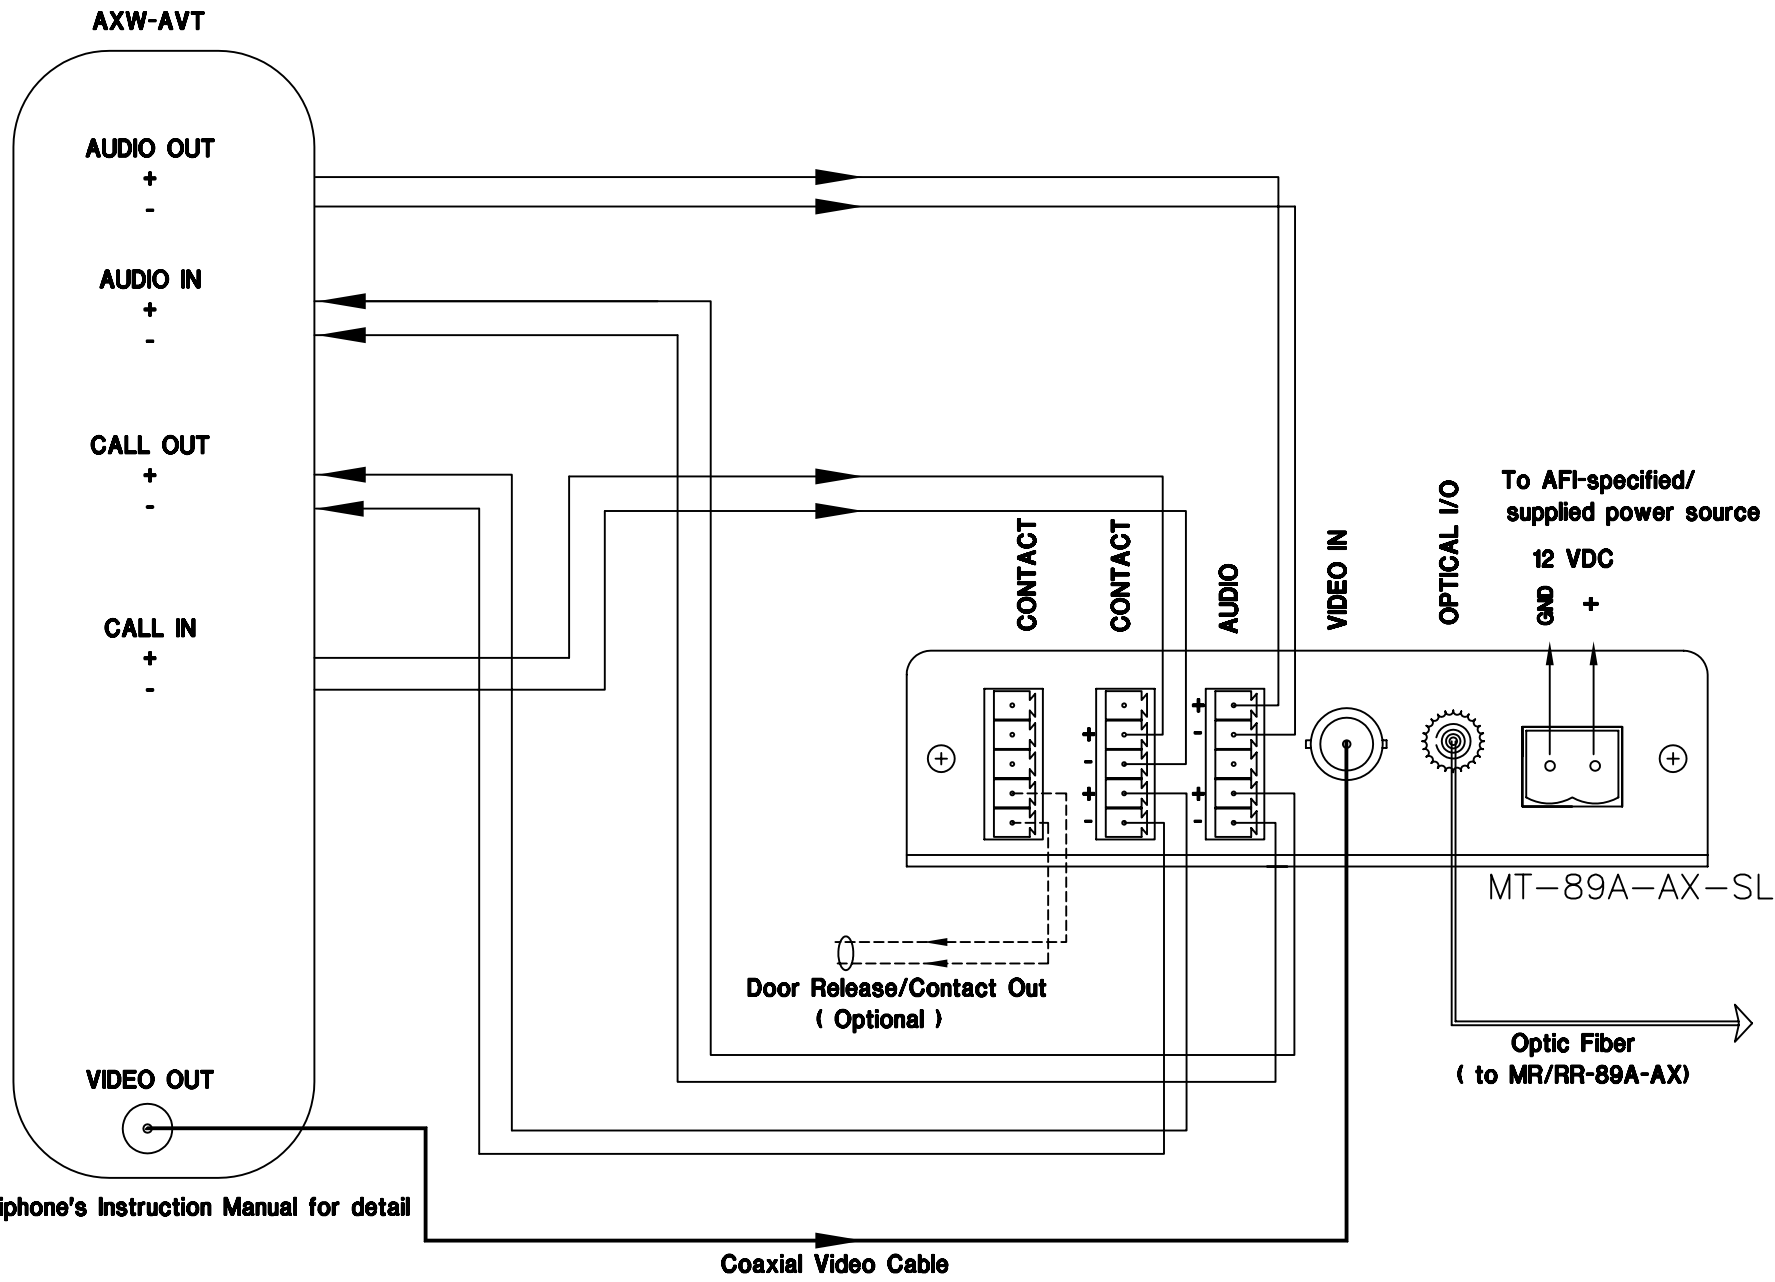 AXW-AVT
AUDIO OUT
+
-
AUDIO IN
+
-
CALL OUT
+
-
CALL IN
+
-
VIDEO OUT
CONTACT
CONTACT
AUDIO
VIDEO IN
OPTICAL I/O
To AFI-specified/
supplied power source
12 VDC
GND
+
+
-
+
-
+
-
+
-
MT-89A-AX-SL
Door Release/Contact Out
( Optional )
Optic Fiber
( to MR/RR-89A-AX)
iphone's Instruction Manual for detail
Coaxial Video Cable